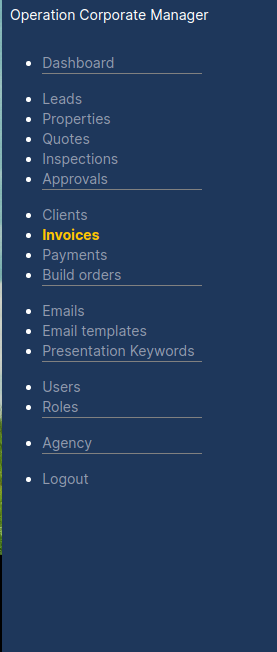 Operation Corporate Manager
Dashboard
Leads
Properties
Quotes
Inspections
Approvals
Clients
Invoices
Payments
Build orders
Emails
Email templates
Presentation Keywords
Users
Roles
Agency
Logout